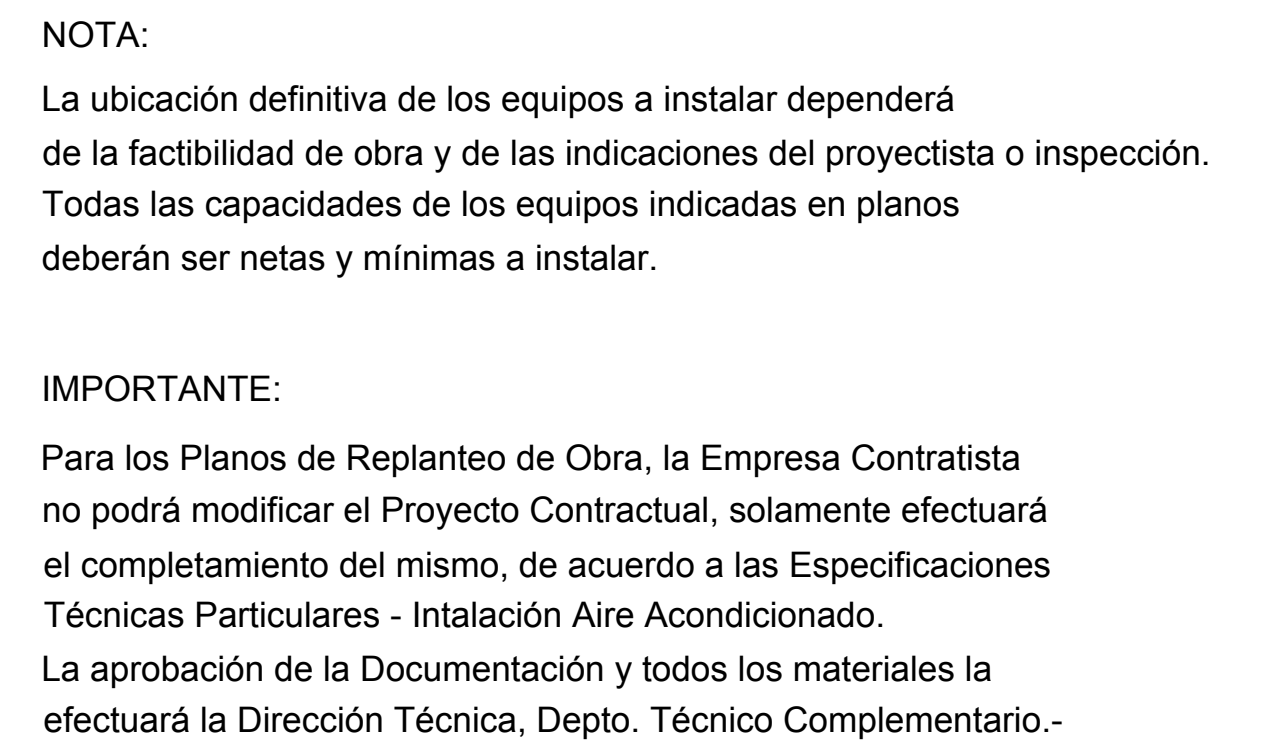 NOTA:
La ubicación definitiva de los equipos a instalar dependerá
de la factibilidad de obra y de las indicaciones del proyectista o inspección.
Todas las capacidades de los equipos indicadas en planos
deberán ser netas y mínimas a instalar.
IMPORTANTE:
Para los Planos de Replanteo de Obra, la Empresa Contratista
no podrá modificar el Proyecto Contractual, solamente efectuará
el completamiento del mismo, de acuerdo a las Especificaciones
Técnicas Particulares - Intalación Aire Acondicionado.
La aprobación de la Documentación y todos los materiales la
efectuará la Dirección Técnica, Depto. Técnico Complementario.-